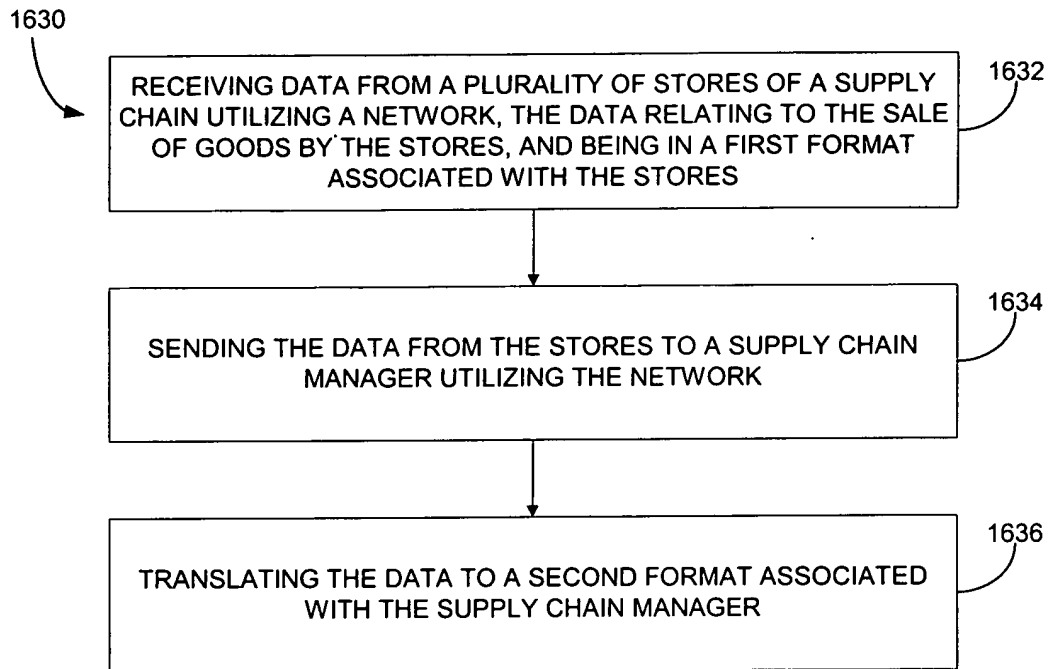 1630
RECEIVING DATA FROM A PLURALITY OF STORES OF A SUPPLY
1632
CHAIN UTILIZING A NETWORK, THE DATA RELATING TO THE SALE
OF GOODS BY THE STORES, AND BEING IN A FIRST FORMAT
ASSOCIATED WITH THE STORES
1634
SENDING THE DATA FROM THE STORES TO A SUPPLY CHAIN
MANAGER UTILIZING THE NETWORK
1636
TRANSLATING THE DATA TO A SECOND FORMAT ASSOCIATED
WITH THE SUPPLY CHAIN MANAGER